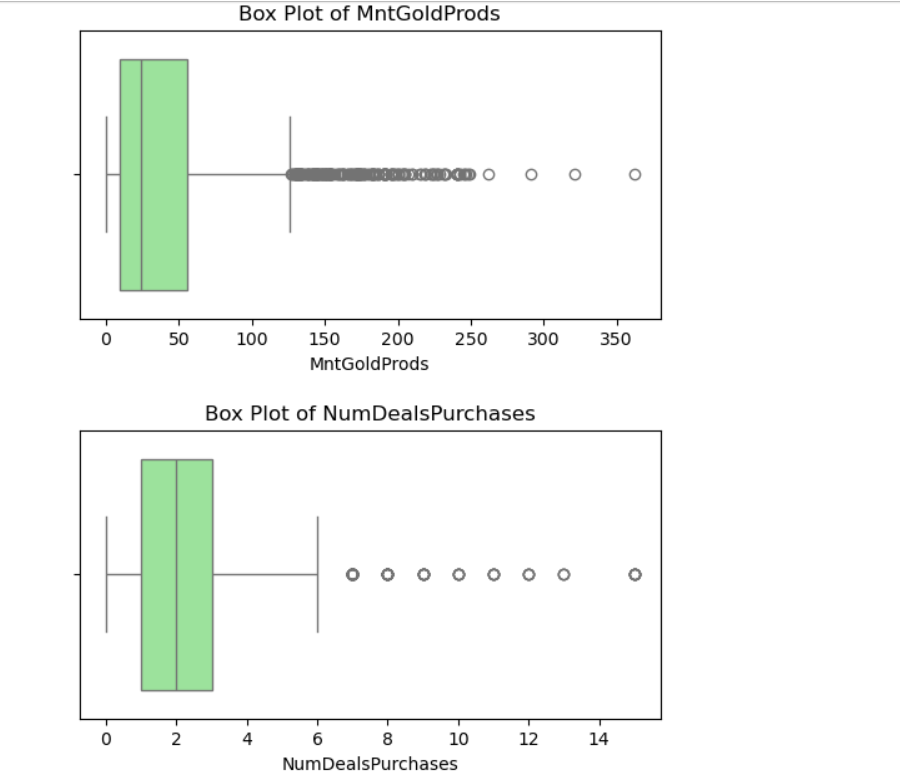 Box Plot of MntGoldProds
0 50 100 150 200 250 300 350
MntGoldProds
Box Plot of NumDealsPurchases
0 2 4 6 8 10 12 14
NumDealsPurchases